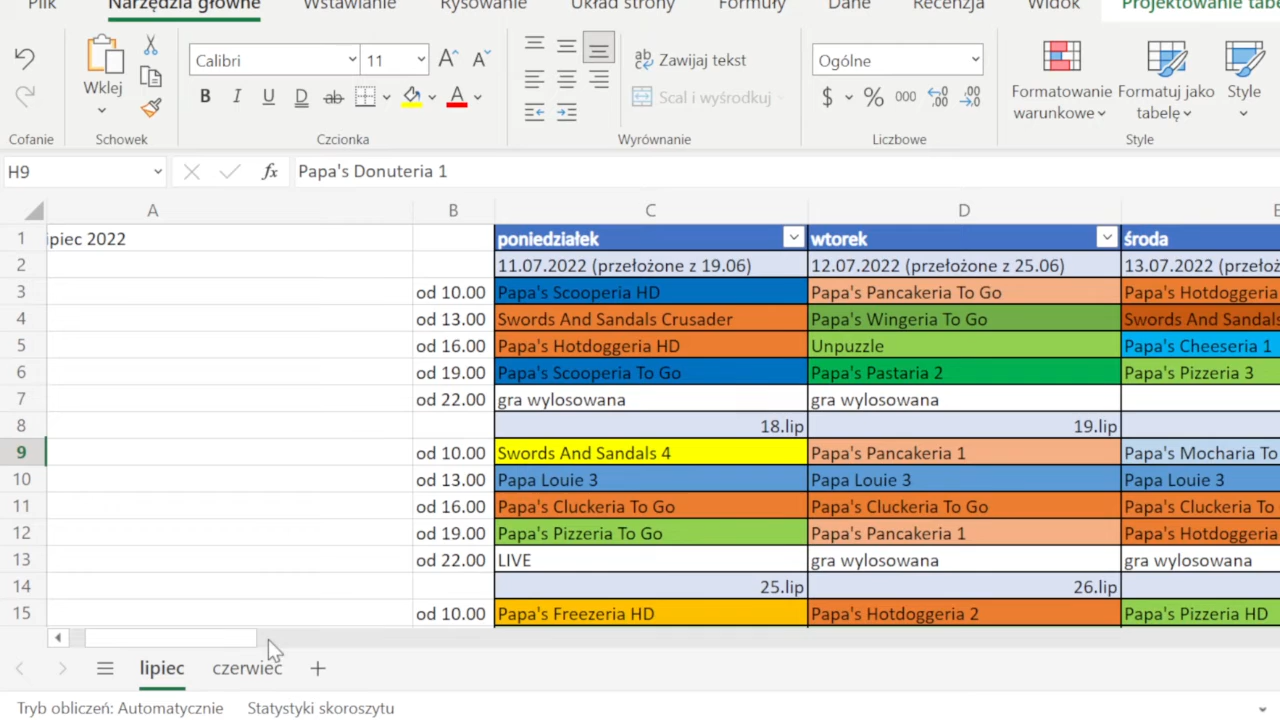 Plik Narzędzia główne Wstawianie Rysowanie Układ strony Formuły Dane Recenzja Widok Projektowanie
Calibri 11 Zawijaj tekst Ogólne
Wklej B I U D ab A Scal i wyśrodkuj $ % 000 Formatowanie warunkowe Formatuj jako tabelę Style
Cofanie Schowek Czcionka Wyrównanie Liczbowe Style
H9 fx Papa's Donuteria 1
A B C D E
1 ipiec 2022 poniedziałek wtorek środa
2 11.07.2022 (przełożone z 19.06) 12.07.2022 (przełożone z 25.06) 13.07.2022
3 od 10.00 Papa's Scooperia HD Papa's Pancakeria To Go Papa's Hotdoggeria
4 od 13.00 Swords And Sandals Crusader Papa's Wingeria To Go Swords And Sandals
5 od 16.00 Papa's Hotdoggeria HD Unpuzzle Papa's Cheeseria 1
6 od 19.00 Papa's Scooperia To Go Papa's Pastaria 2 Papa's Pizzeria 3
7 od 22.00 gra wylosowana gra wylosowana
8 18.lip 19.lip
9 od 10.00 Swords And Sandals 4 Papa's Pancakeria 1 Papa's Mocharia To
10 od 13.00 Papa Louie 3 Papa Louie 3 Papa Louie 3
11 od 16.00 Papa's Cluckeria To Go Papa's Cluckeria To Go Papa's Cluckeria To
12 od 19.00 Papa's Pizzeria To Go Papa's Pancakeria 1 Papa's Hotdoggeria
13 od 22.00 LIVE gra wylosowana gra wylosowana
14 25.lip 26.lip
15 od 10.00 Papa's Freezeria HD Papa's Hotdoggeria 2 Papa's Pizzeria HD
lipiec czerwiec
Tryb obliczeń: Automatycznie Statystyki skoroszytu